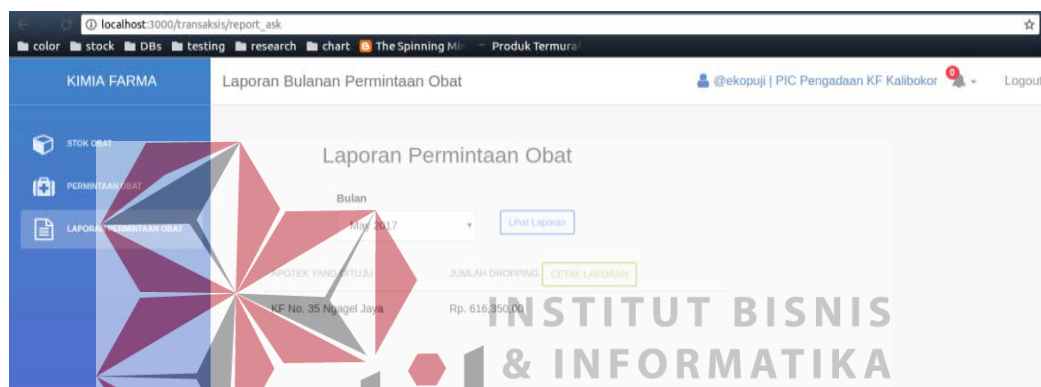 localhost:3000/transaksis/report_ask
color stock DBs testing research chart The Spinning Mi Produk Termura
KIMIA FARMA Laporan Bulanan Permintaan Obat @ekopuji | PIC Pengadaan KF Kalibokor 0 Logout
STOK OBAT
PERMINTAAN OBAT
LAPORAN PERMINTAAN OBAT
Laporan Permintaan Obat
Bulan
May 2017 Lihat Laporan
APOTEK YANG DITUJU JUMLAH DROPPING CETAK LAPORAN
KF No. 35 Ngagel Jaya Rp. 616,350,00
INSTITUT BISNIS
& INFORMATIKA